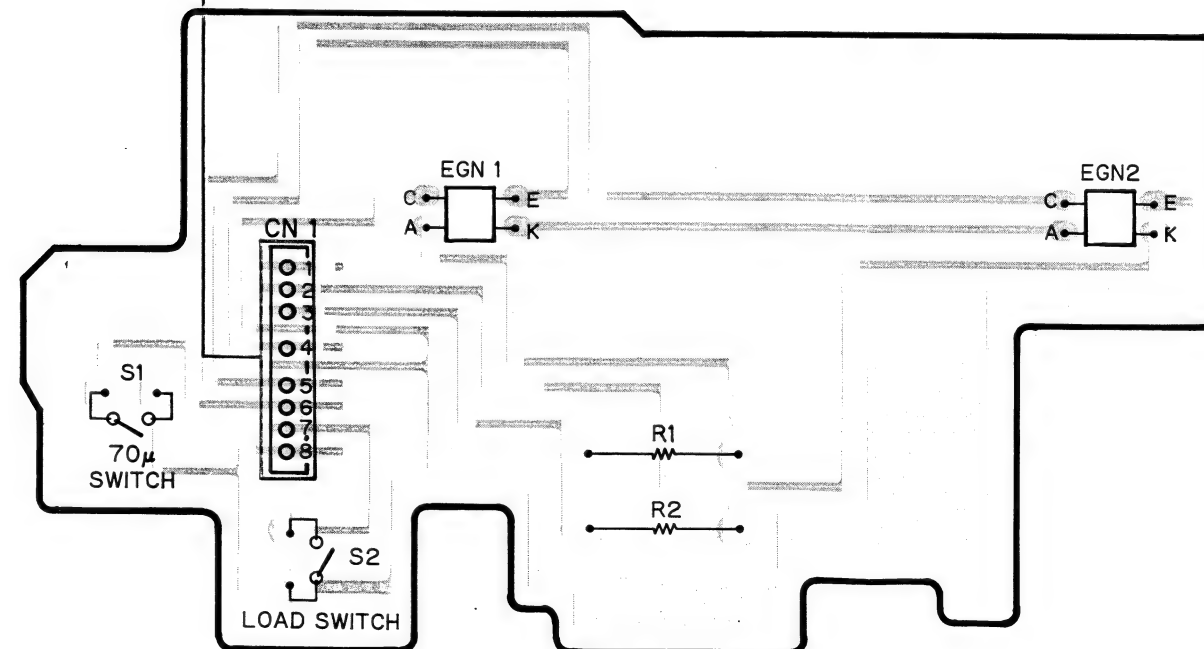 EGN 1
C E
A K
EGN2
C E
A K
CN 1
1
2
3
4
5
6
7
8
S1
70μ
SWITCH
R1
R2
S2
LOAD SWITCH